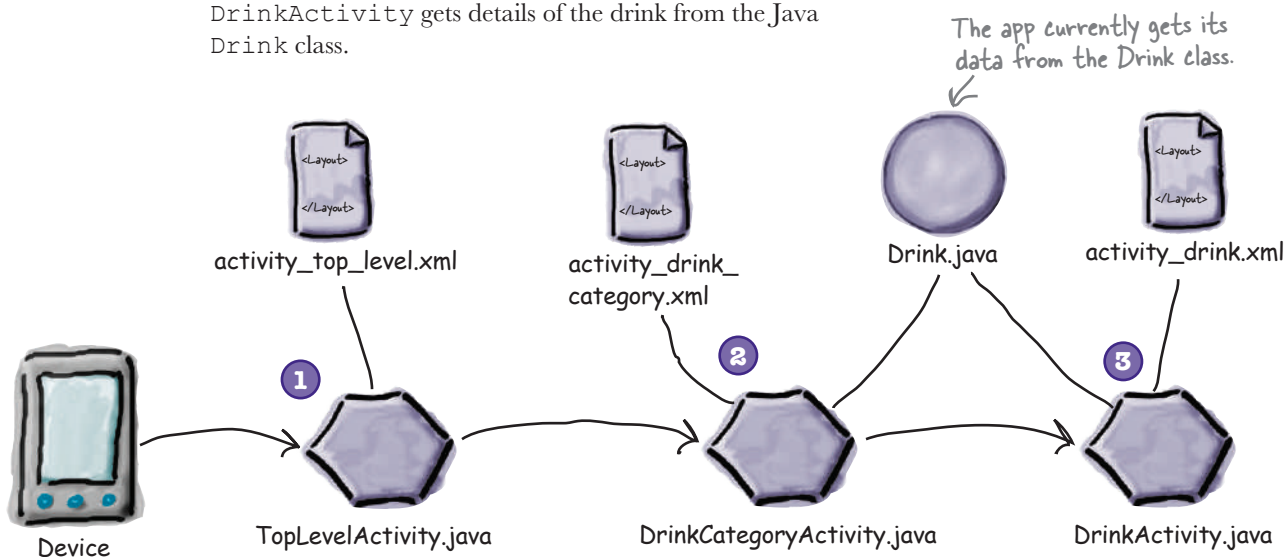 DrinkActivity gets details of the drink from the Java
Drink class.
The app currently gets its
data from the Drink class.
<Layout>
</Layout>
activity_top_level.xml
<Layout>
</Layout>
activity_drink_
category.xml
Drink.java
<Layout>
</Layout>
activity_drink.xml
1
2
3
Device
TopLevelActivity.java
DrinkCategoryActivity.java
DrinkActivity.java